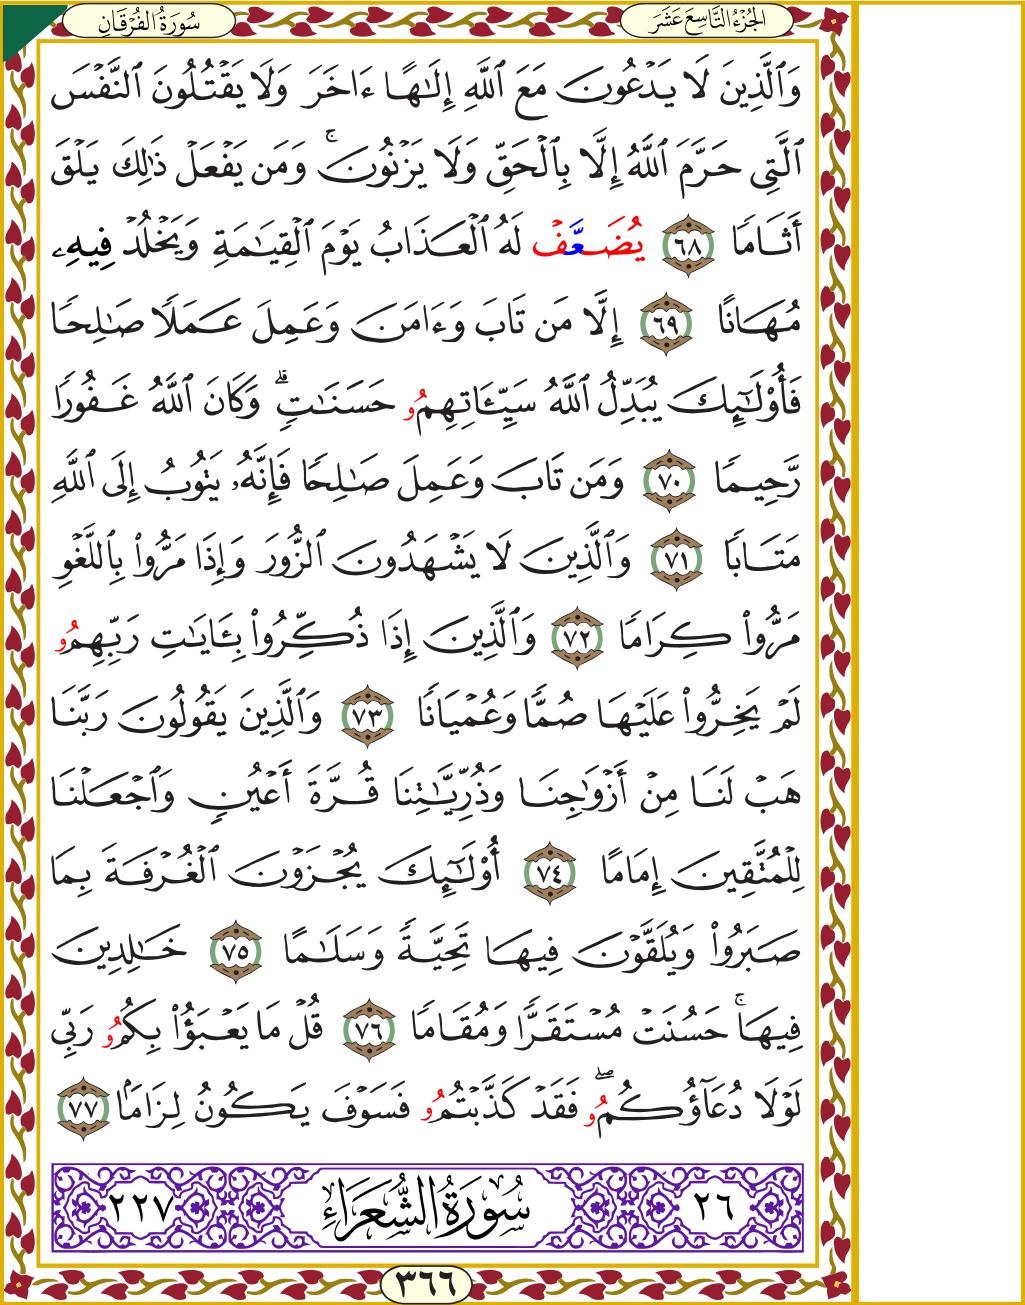 الجُزْءُ التَّاسِعَ عَشَرَ
سُورَةُ الفُرْقَانِ
وَٱلَّذِينَ لَا يَدْعُونَ مَعَ ٱللَّهِ إِلَٰهًا ءَاخَرَ وَلَا يَقْتُلُونَ ٱلنَّفْسَ
ٱلَّتِى حَرَّمَ ٱللَّهُ إِلَّا بِٱلْحَقِّ وَلَا يَزْنُونَۚ وَمَن يَفْعَلْ ذَٰلِكَ يَلْقَ
أَثَامًا ٦٨ يُضَعَّفْ لَهُ ٱلْعَذَابُ يَوْمَ ٱلْقِيَٰمَةِ وَيَخْلُدْ فِيهِۦ
مُهَانًا ٦٩ إِلَّا مَن تَابَ وَءَامَنَ وَعَمِلَ عَمَلًا صَٰلِحًا
فَأُوْلَٰٓئِكَ يُبَدِّلُ ٱللَّهُ سَيِّـَٔاتِهِمُۥ حَسَنَٰتٍۗ وَكَانَ ٱللَّهُ غَفُورًا
رَّحِيمًا ٧٠ وَمَن تَابَ وَعَمِلَ صَٰلِحًا فَإِنَّهُۥ يَتُوبُ إِلَى ٱللَّهِ
مَتَابًا ٧١ وَٱلَّذِينَ لَا يَشْهَدُونَ ٱلزُّورَ وَإِذَا مَرُّواْ بِٱللَّغْوِ
مَرُّواْ كِرَامًا ٧٢ وَٱلَّذِينَ إِذَا ذُكِّرُواْ بِـَٔايَٰتِ رَبِّهِمُۥ
لَمْ يَخِرُّواْ عَلَيْهَا صُمًّا وَعُمْيَانًا ٧٣ وَٱلَّذِينَ يَقُولُونَ رَبَّنَا
هَبْ لَنَا مِنْ أَزْوَٰجِنَا وَذُرِّيَّٰتِنَا قُرَّةَ أَعْيُنٍ وَٱجْعَلْنَا
لِلْمُتَّقِينَ إِمَامًا ٧٤ أُوْلَٰٓئِكَ يُجْزَوْنَ ٱلْغُرْفَةَ بِمَا
صَبَرُواْ وَيُلَقَّوْنَ فِيهَا تَحِيَّةً وَسَلَٰمًا ٧٥ خَٰلِدِينَ
فِيهَاۚ حَسُنَتْ مُسْتَقَرًّا وَمُقَامًا ٧٦ قُلْ مَا يَعْبَؤُاْ بِكُمُۥ رَبِّى
لَوْلَا دُعَآؤُكُمُۥۖ فَقَدْ كَذَّبْتُمُۥ فَسَوْفَ يَكُونُ لِزَامًا ٧٧
٢٦ سُورَةُ الشُّعَرَاءِ ٢٢٧
٣٦٦